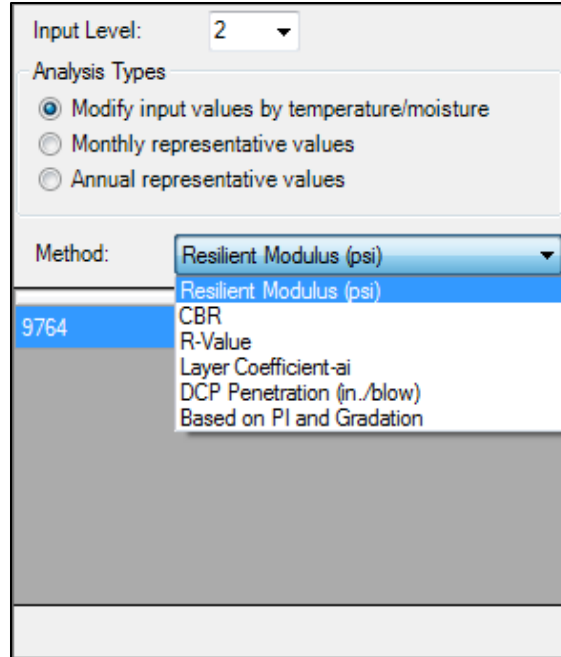 Input Level: 2
Analysis Types
Modify input values by temperature/moisture
Monthly representative values
Annual representative values
Method: Resilient Modulus (psi)
Resilient Modulus (psi)
9764
CBR
R-Value
Layer Coefficient-ai
DCP Penetration (in./blow)
Based on PI and Gradation